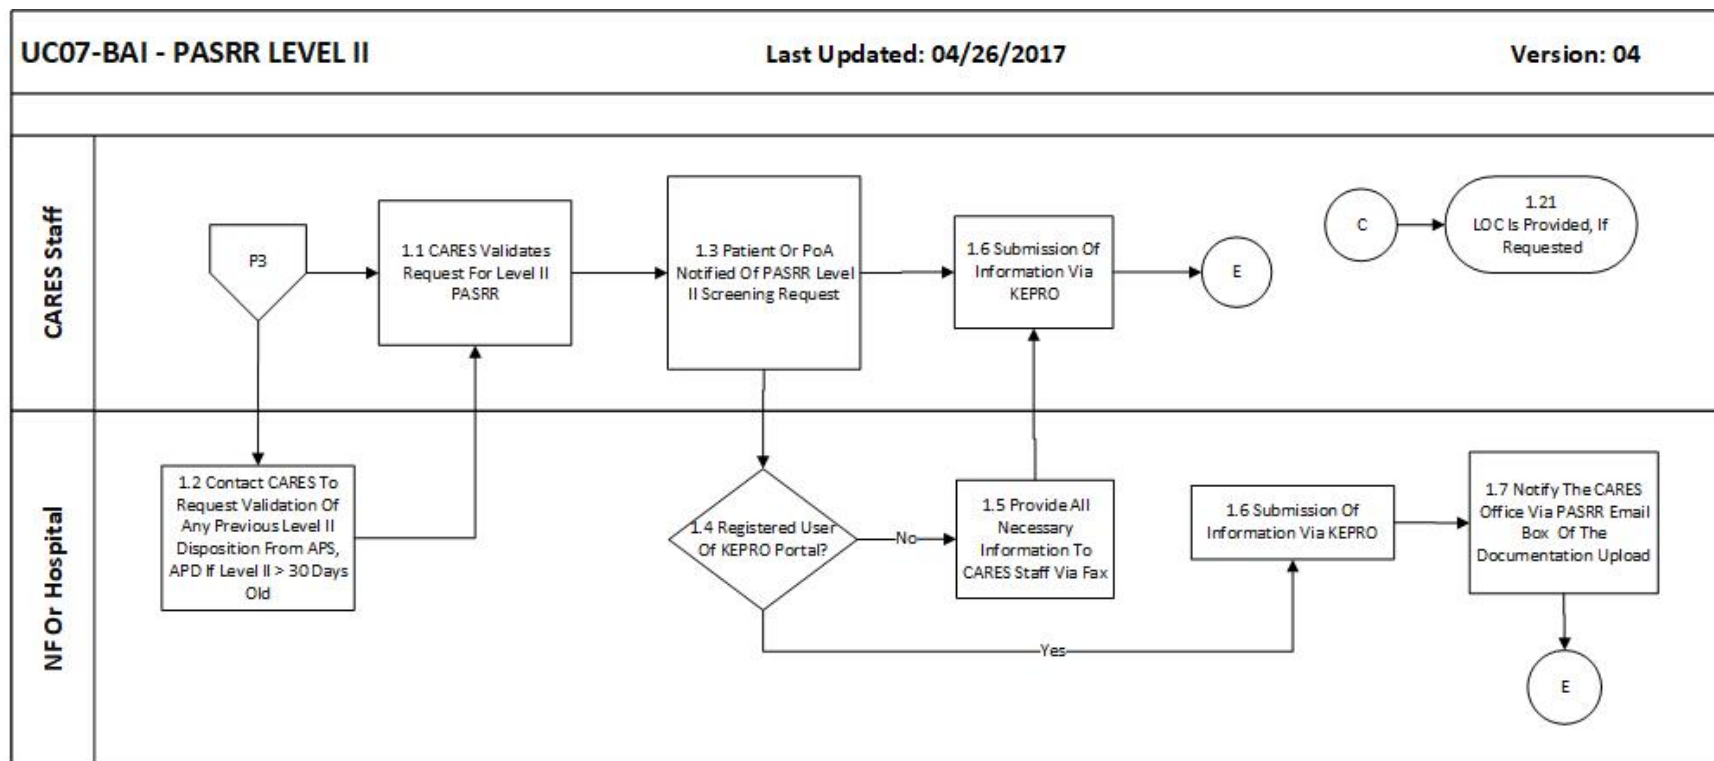 UC07-BAI - PASRR LEVEL II
Last Updated: 04/26/2017
Version: 04
CARES Staff
P3
1.1 CARES Validates
Request For Level II
PASRR
1.3 Patient Or PoA
Notified Of PASRR Level
II Screening Request
1.6 Submission Of
Information Via
KEPRO
E
C
1.21
LOC Is Provided, If
Requested
NF Or Hospital
1.2 Contact CARES To
Request Validation Of
Any Previous Level II
Disposition From APS,
APD If Level II > 30 Days
Old
1.4 Registered User
Of KEPRO Portal?
No
1.5 Provide All
Necessary
Information To
CARES Staff Via Fax
Yes
1.6 Submission Of
Information Via KEPRO
1.7 Notify The CARES
Office Via PASRR Email
Box Of The
Documentation Upload
E